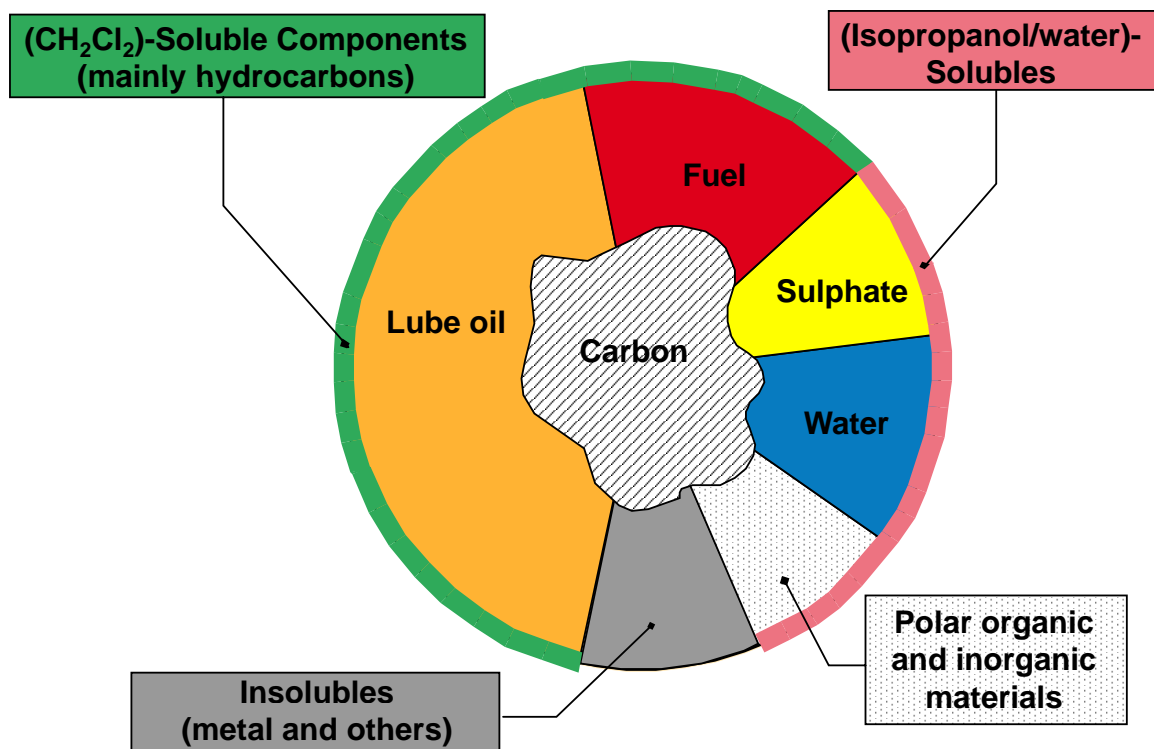 (CH₂Cl₂)-Soluble Components
(mainly hydrocarbons)
(Isopropanol/water)-
Solubles
Fuel
Sulphate
Lube oil
Carbon
Water
Polar organic
and inorganic
materials
Insolubles
(metal and others)